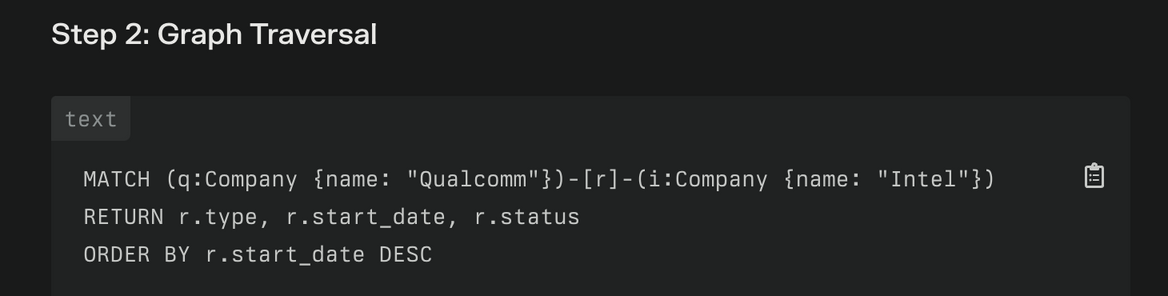 Step 2: Graph Traversal
text
MATCH (q:Company {name: "Qualcomm"})-[r]-(i:Company {name: "Intel"})
RETURN r.type, r.start_date, r.status
ORDER BY r.start_date DESC